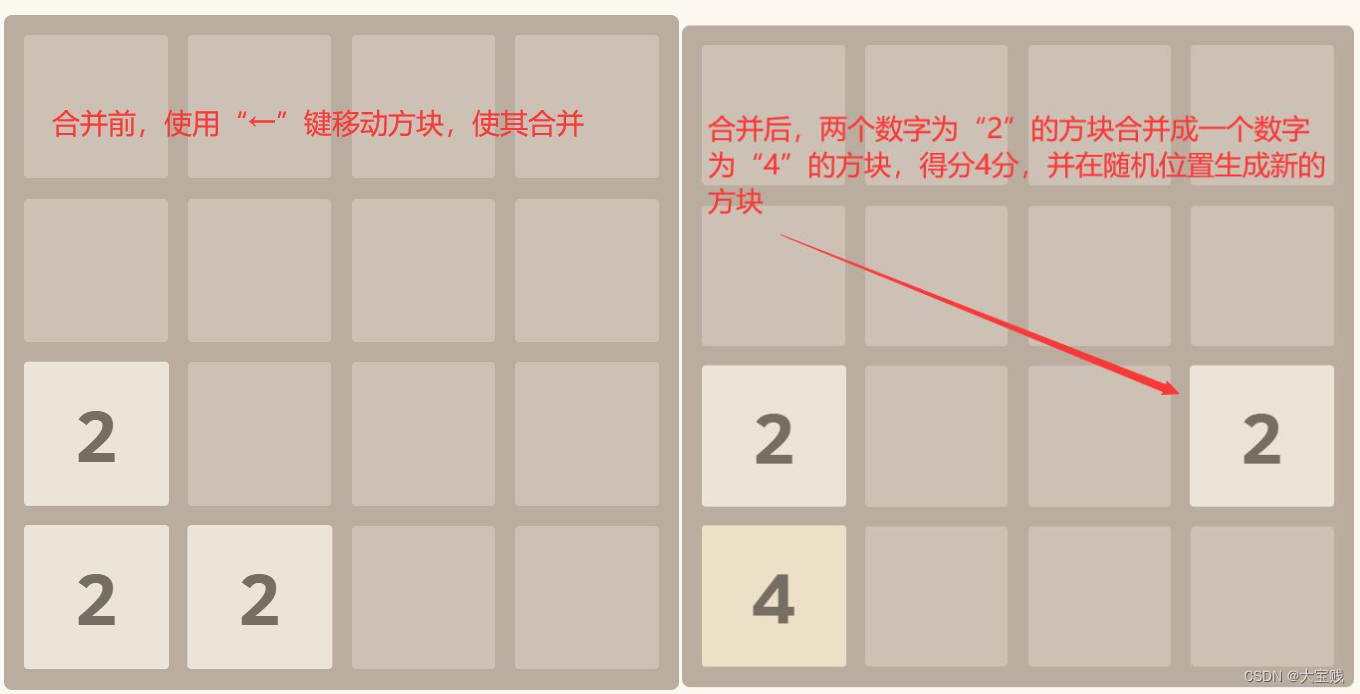 合并前，使用“←”键移动方块，使其合并
2
2 2
合并后，两个数字为“2”的方块合并成一个数字
为“4”的方块，得分4分，并在随机位置生成新的
方块
2 2
4
CSDN @大宝贱